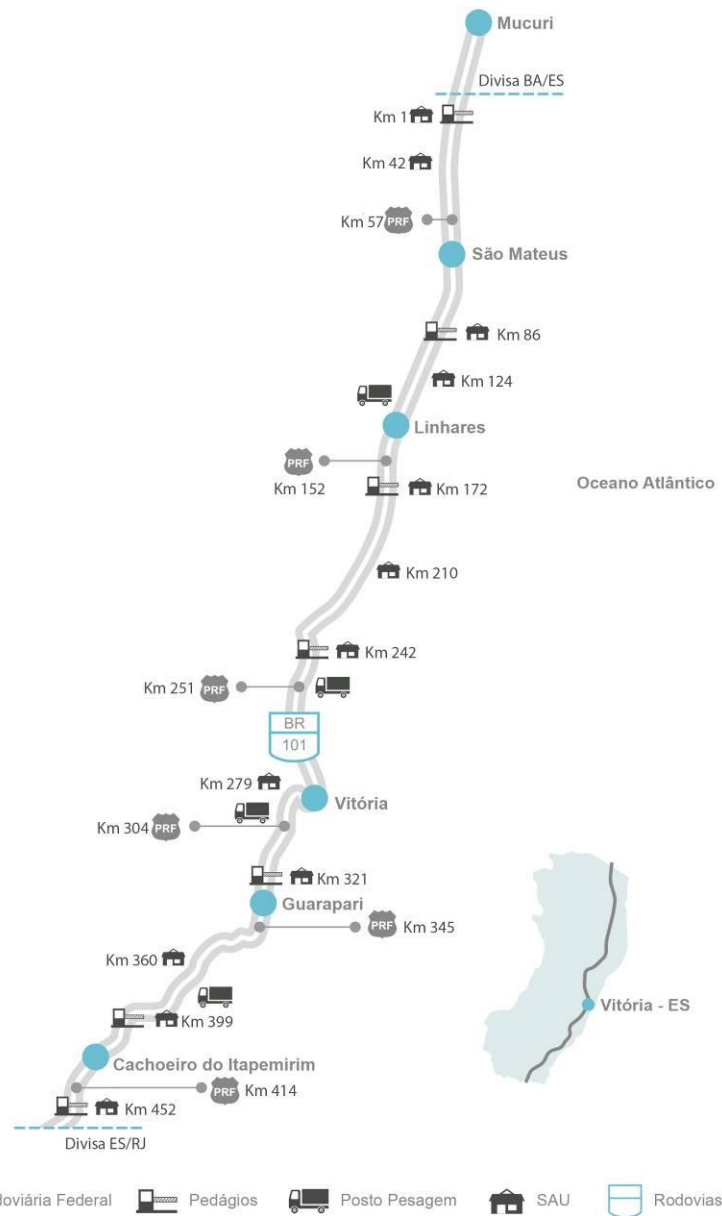 Mucuri
Divisa BA/ES
Km 1
Km 42
Km 57 PRF
São Mateus
Km 86
Km 124
Linhares
PRF
Km 152
Km 172
Oceano Atlântico
Km 210
Km 242
Km 251 PRF
BR
101
Km 279
Vitória
Km 304 PRF
Km 321
Guarapari
PRF Km 345
Km 360
Km 399
Vitória - ES
Cachoeiro do Itapemirim
PRF Km 414
Km 452
Divisa ES/RJ
doviária Federal Pedágios Posto Pesagem SAU Rodovias